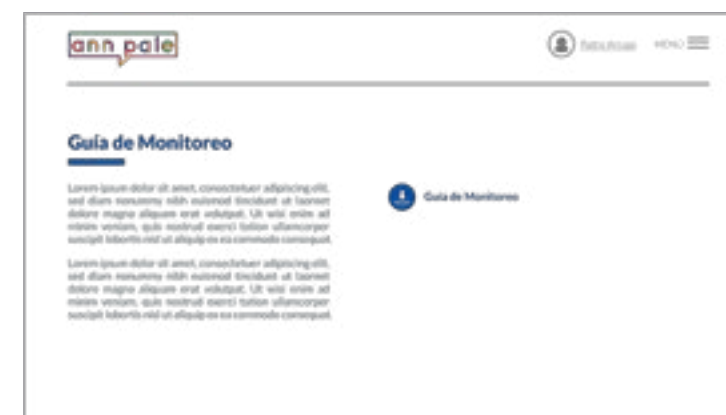 ann pale
MENÚ
Guía de Monitoreo
Lorem ipsum dolor sit amet, consectetuer adipiscing elit,
sed diam nonummy nibh euismod tincidunt ut laoreet
dolore magna aliquam erat volutpat. Ut wisi enim ad
minim veniam, quis nostrud exerci tation ullamcorper
suscipit lobortis nisl ut aliquip ex ea commodo consequat.
Guía de Monitoreo
Lorem ipsum dolor sit amet, consectetuer adipiscing elit,
sed diam nonummy nibh euismod tincidunt ut laoreet
dolore magna aliquam erat volutpat. Ut wisi enim ad
minim veniam, quis nostrud exerci tation ullamcorper
suscipit lobortis nisl ut aliquip ex ea commodo consequat.